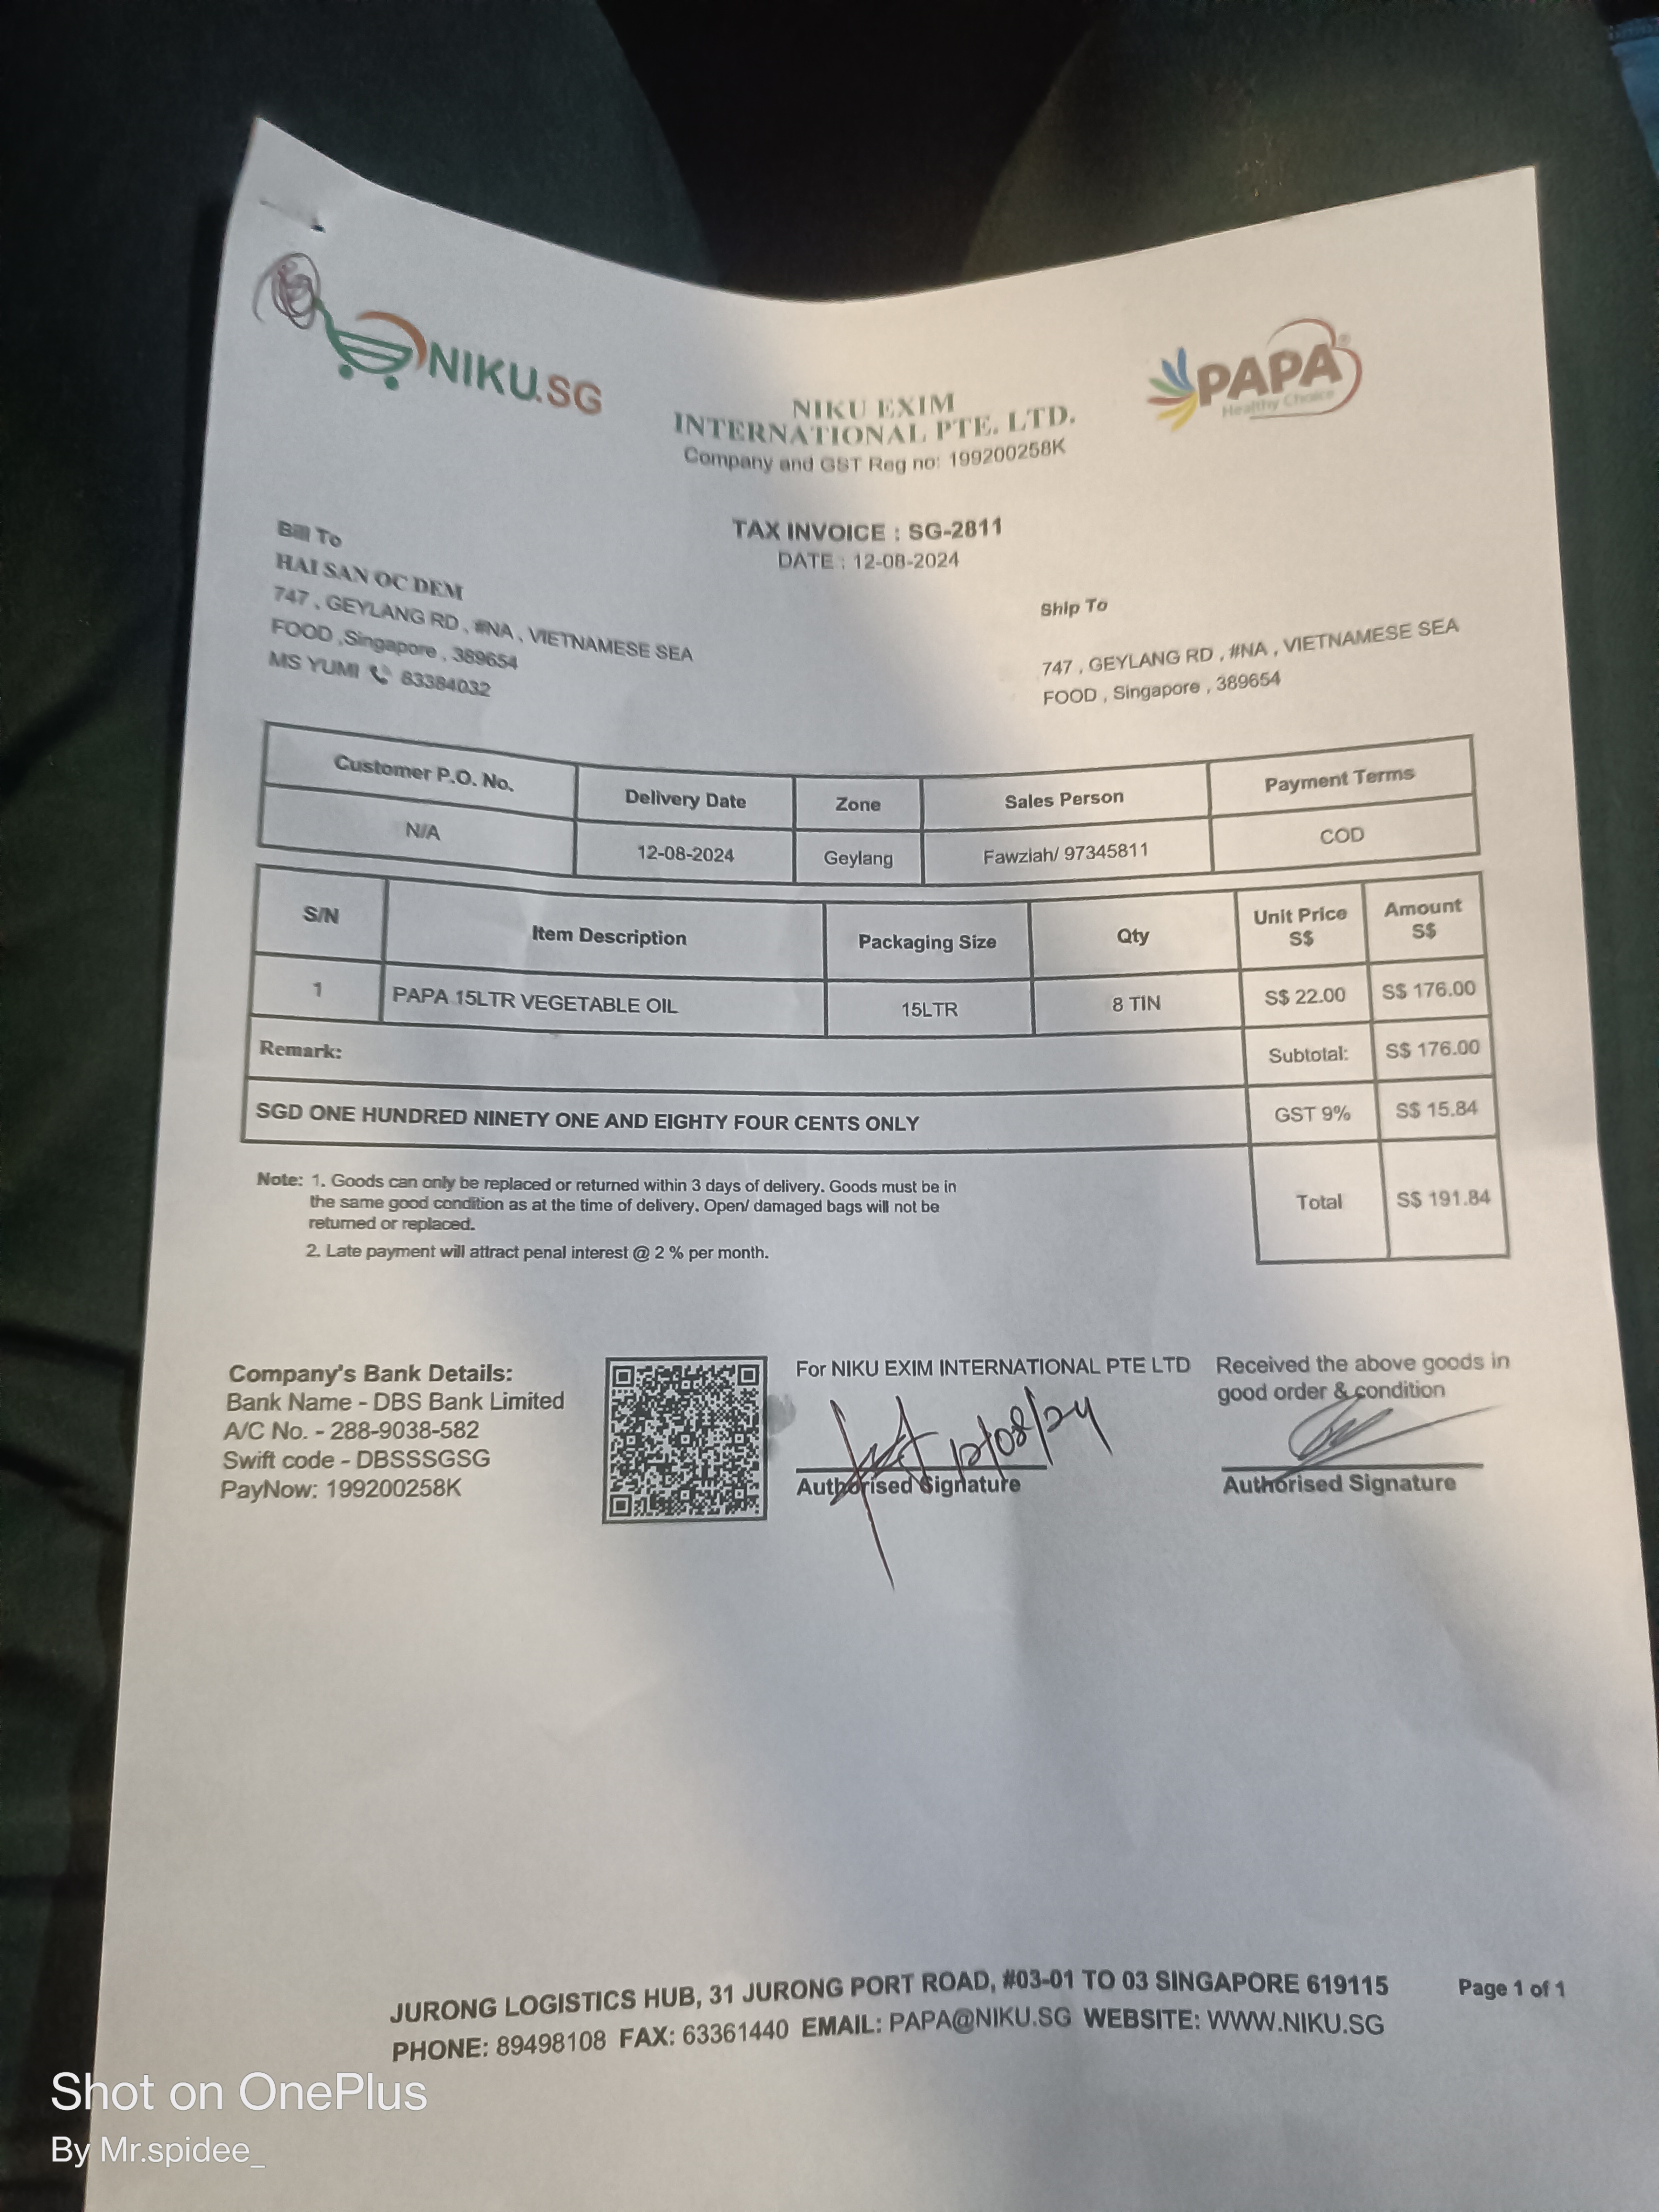 NIKU.SG
PAPA®
Healthy Choice
NIKU EXIM
INTERNATIONAL PTE. LTD.
Company and GST Reg no: 199200258K
TAX INVOICE : SG-2811
DATE : 12-08-2024
Bill To
HAI SAN OC DEM
747 , GEYLANG RD , #NA , VIETNAMESE SEA
FOOD ,Singapore , 389654
MS YUMI 83384032
Ship To
747 , GEYLANG RD , #NA , VIETNAMESE SEA
FOOD , Singapore , 389654
Customer P.O. No. Delivery Date Zone Sales Person Payment Terms
N/A 12-08-2024 Geylang Fawziah/ 97345811 COD
S/N Item Description Packaging Size Qty Unit Price S$ Amount S$
1 PAPA 15LTR VEGETABLE OIL 15LTR 8 TIN S$ 22.00 S$ 176.00
Remark: Subtotal: S$ 176.00
SGD ONE HUNDRED NINETY ONE AND EIGHTY FOUR CENTS ONLY GST 9% S$ 15.84
Total S$ 191.84
Note: 1. Goods can only be replaced or returned within 3 days of delivery. Goods must be in
the same good condition as at the time of delivery. Open/ damaged bags will not be
returned or replaced.
2. Late payment will attract penal interest @ 2 % per month.
Company's Bank Details:
Bank Name - DBS Bank Limited
A/C No. - 288-9038-582
Swift code - DBSSSGSG
PayNow: 199200258K
For NIKU EXIM INTERNATIONAL PTE LTD
12/08/24
Authorised Signature
Received the above goods in
good order & condition
Authorised Signature
JURONG LOGISTICS HUB, 31 JURONG PORT ROAD, #03-01 TO 03 SINGAPORE 619115
PHONE: 89498108 FAX: 63361440 EMAIL: PAPA@NIKU.SG WEBSITE: WWW.NIKU.SG
Page 1 of 1
Shot on OnePlus
By Mr.spidee_